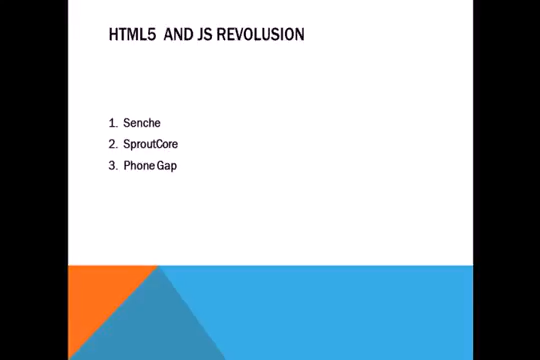 HTML5 AND JS REVOLUSION
1. Senche
2. SproutCore
3. Phone Gap